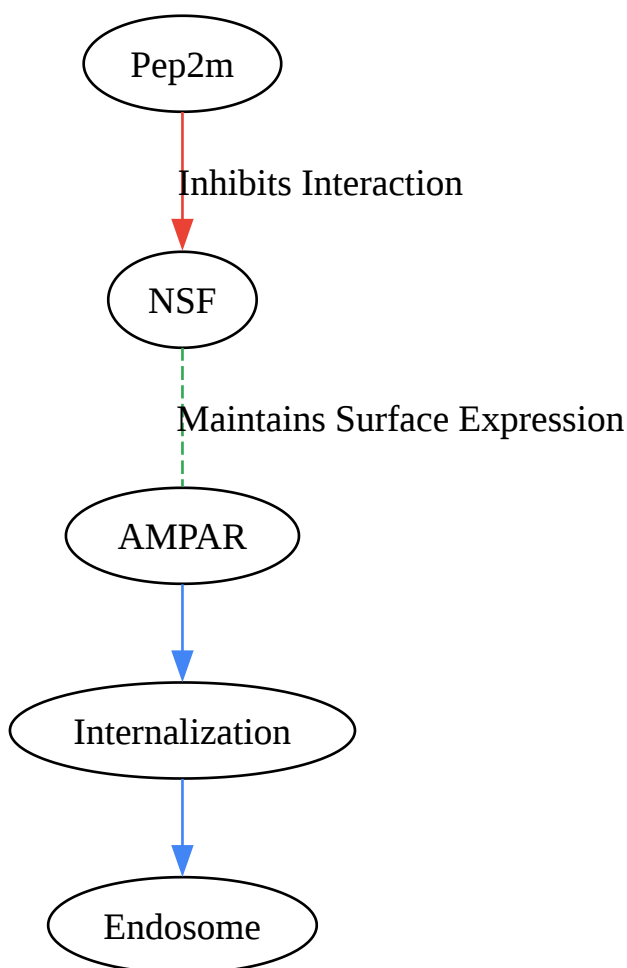 Pep2m
Inhibits Interaction
NSF
Maintains Surface Expression
AMPAR
Internalization
Endosome